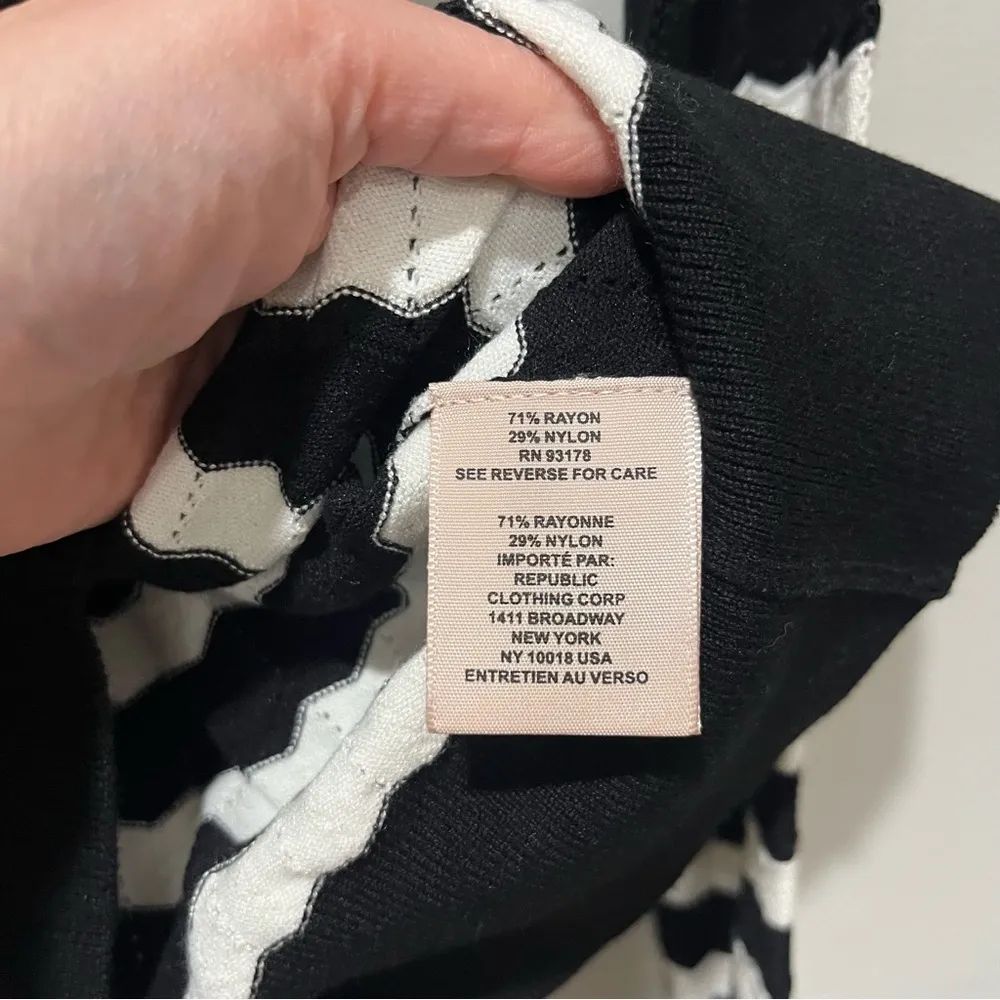 71% RAYON
29% NYLON
RN 93178
SEE REVERSE FOR CARE
71% RAYONNE
29% NYLON
IMPORTÉ PAR:
REPUBLIC
CLOTHING CORP
1411 BROADWAY
NEW YORK
NY 10018 USA
ENTRETIEN AU VERSO